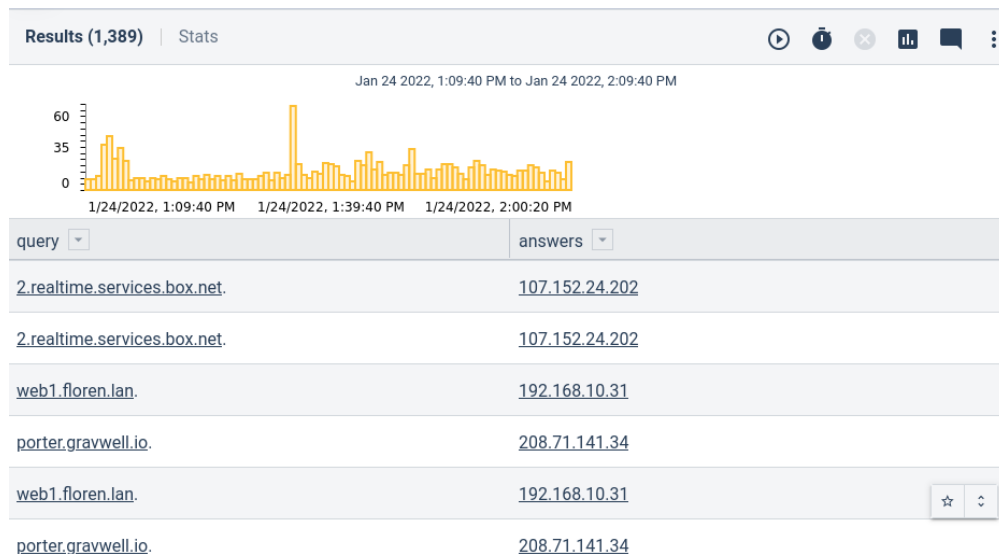 Results (1,389) Stats
Jan 24 2022, 1:09:40 PM to Jan 24 2022, 2:09:40 PM
60
35
0
1/24/2022, 1:09:40 PM 1/24/2022, 1:39:40 PM 1/24/2022, 2:00:20 PM
query answers
2.realtime.services.box.net. 107.152.24.202
2.realtime.services.box.net. 107.152.24.202
web1.floren.lan. 192.168.10.31
porter.gravwell.io. 208.71.141.34
web1.floren.lan. 192.168.10.31
porter.gravwell.io. 208.71.141.34